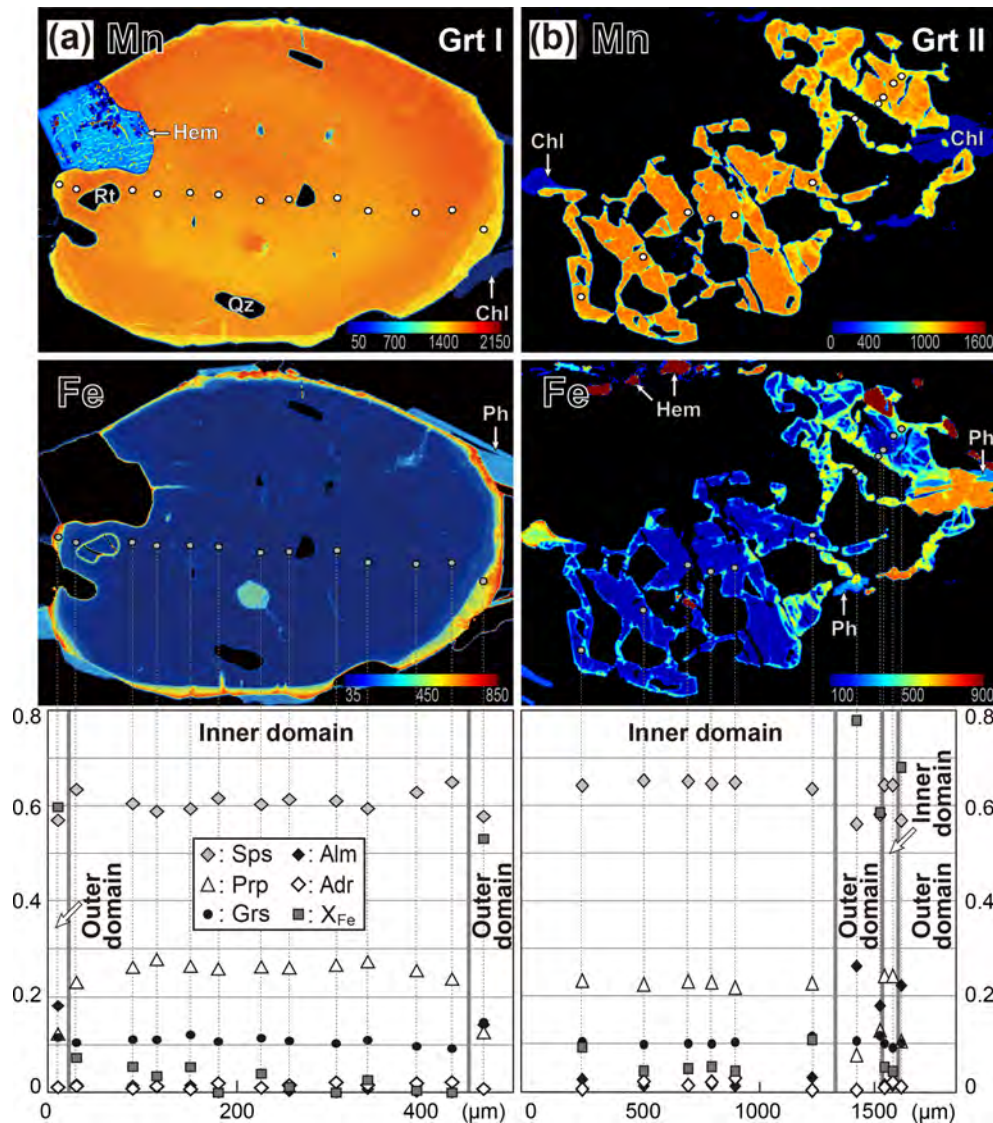 (a) Mn Grt I
Hem
Rt
Qz
Chl
50 700 1400 2150
(b) Mn Grt II
Chl
Chl
0 400 800 1600
Fe
Ph
35 450 850
Fe
Hem
Ph
Ph
100 500 900
0.8
0.6
0.4
0.2
0
Inner domain
Outer domain
Outer domain
: Sps
: Alm
: Prp
: Adr
: Grs
: XFe
0 200 400 (μm)
Inner domain
Outer domain
Inner domain
Outer domain
0.8
0.6
0.4
0.2
0
0 500 1000 1500 (μm)